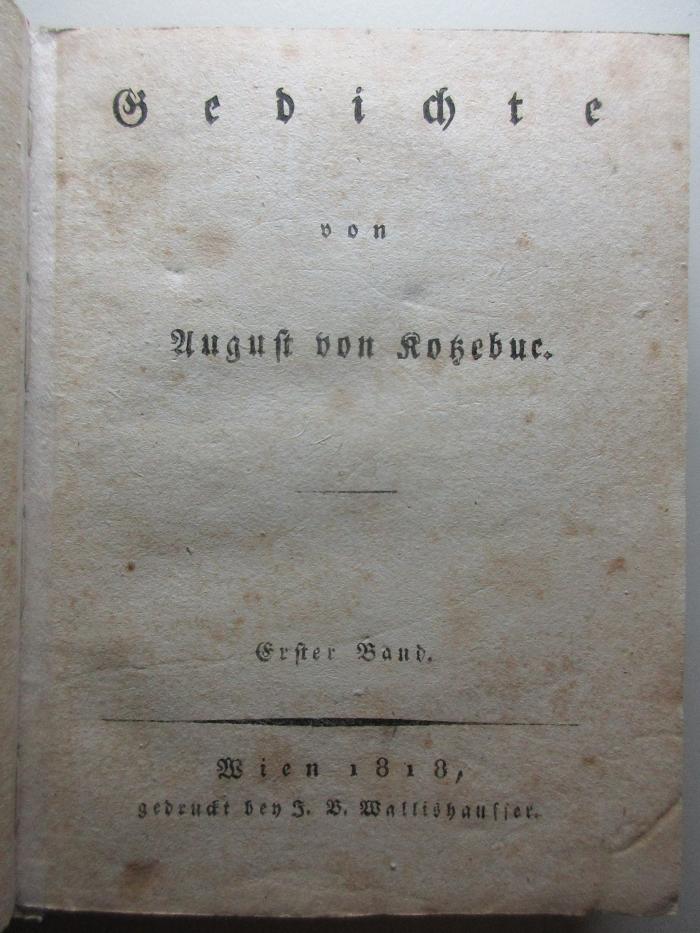 Gedichte
von
August von Kotzebue.
Erster Band.
Wien 1818,
gedruckt bey J. B. Wallishausser.